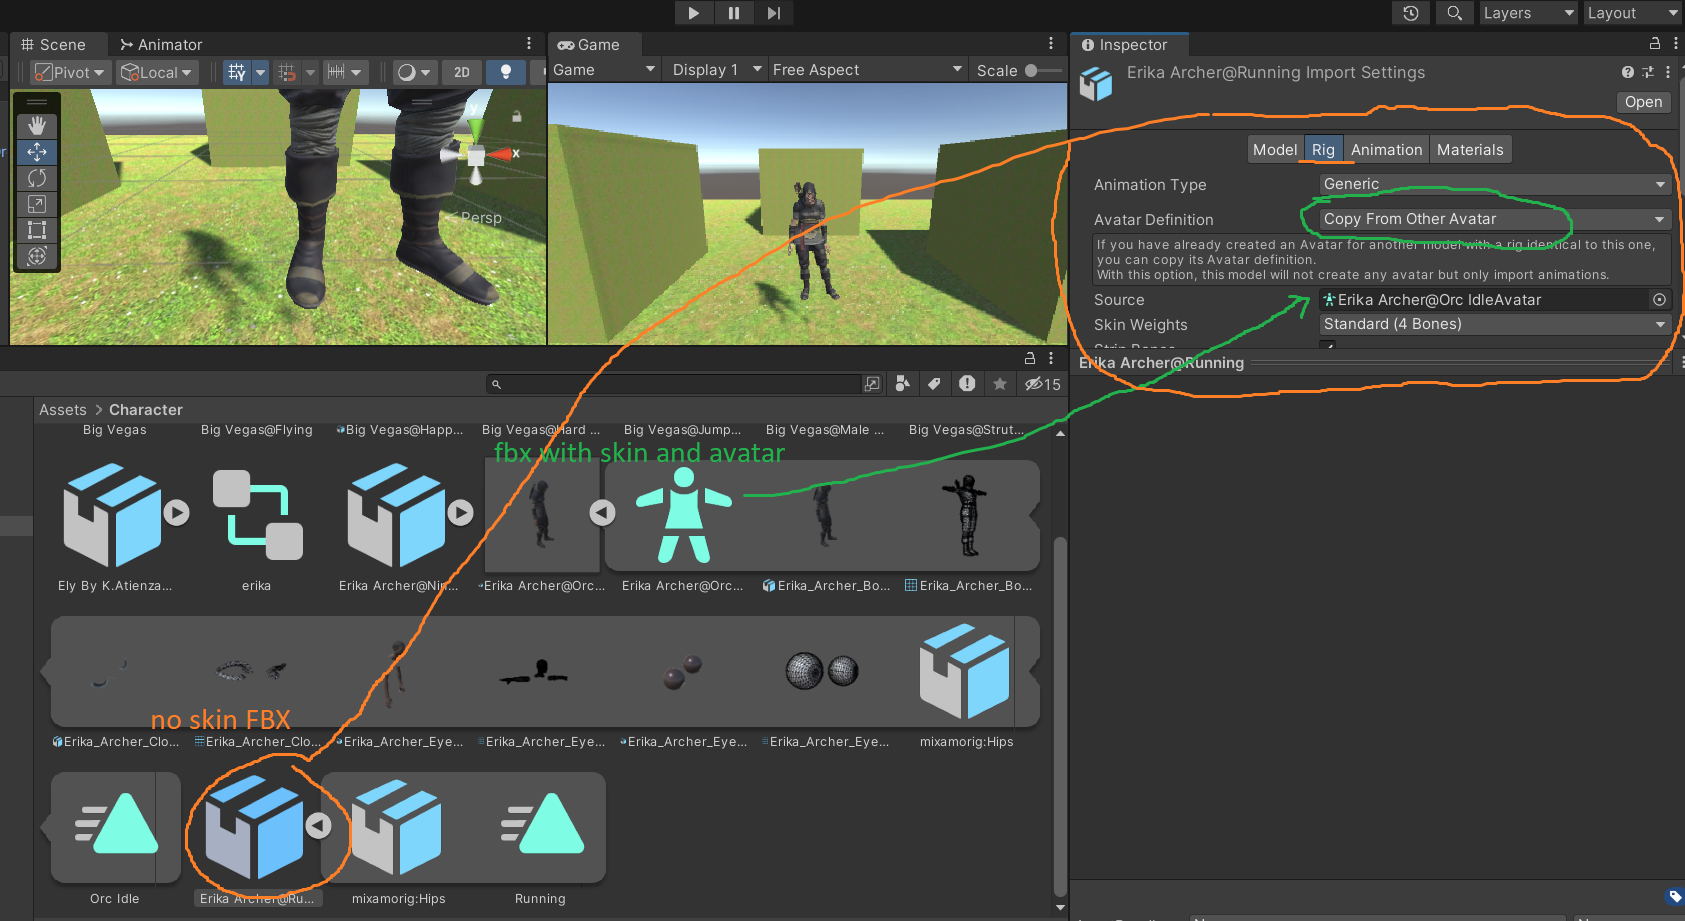 Layers
Layout
Scene
Animator
Game
Inspector
Pivot
Local
2D
Game
Display 1
Free Aspect
Scale
Erika Archer@Running Import Settings
Open
y
x
Persp
Model
Rig
Animation
Materials
Animation Type
Generic
Avatar Definition
Copy From Other Avatar
If you have already created an Avatar for another model with a rig identical to this one,
you can copy its Avatar definition.
With this option, this model will not create any avatar but only import animations.
Source
Erika Archer@Orc IdleAvatar
Skin Weights
Standard (4 Bones)
Strip Bones
Erika Archer@Running
15
Assets > Character
Big Vegas
Big Vegas@Flying
Big Vegas@Happ...
Big Vegas@Hard ...
Big Vegas@Jump...
Big Vegas@Male ...
Big Vegas@Strut...
fbx with skin and avatar
Ely By K.Atienza...
erika
Erika Archer@Nin...
Erika Archer@Orc...
Erika Archer@Orc...
Erika_Archer_Bo...
Erika_Archer_Bo...
no skin FBX
Erika_Archer_Clo...
Erika_Archer_Clo...
Erika_Archer_Eye...
Erika_Archer_Eye...
Erika_Archer_Eye...
Erika_Archer_Eye...
mixamorig:Hips
Orc Idle
Erika Archer@Ru...
mixamorig:Hips
Running